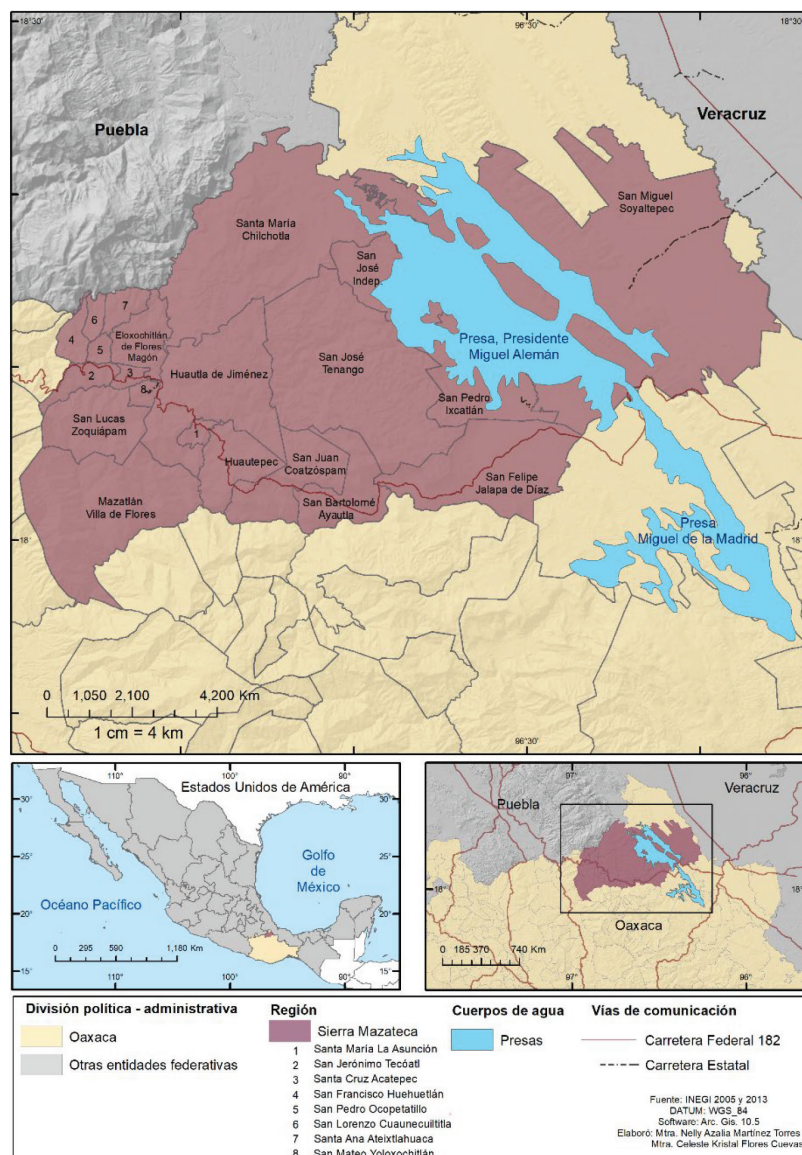 18°30'
96°30'
18°30'
Puebla
Veracruz
San Miguel
Soyaltepec
Santa María
Chilchotla
San
José
Indep.
7
6
4
5
Eloxochitlán
de Flores
Magón
Presa, Presidente
Miguel Alemán
2
3
8
Huautla de Jiménez
San José
Tenango
San Pedro
Ixcatlán
San Lucas
Zoquiápam
1
Huautepec
San Juan
Coatzóspam
San Felipe
Jalapa de Díaz
Mazatlán
Villa de Flores
San Bartolomé
Ayautla
18°
18°
Presa
Miguel de la Madrid
0 1,050 2,100 4,200 Km
1 cm = 4 km
96°30'
110° 100° 90°
Estados Unidos de América
30°
30°
25°
25°
Golfo
de
México
20°
20°
Océano Pacífico
0 295 590 1,180 Km
15°
15°
110° 100° 90°
97° 96°
Puebla
Veracruz
18°
18°
Oaxaca
0 185 370 740 Km
97° 96°
División política - administrativa
Oaxaca
Otras entidades federativas
Región
Sierra Mazateca
1 Santa María La Asunción
2 San Jerónimo Tecóatl
3 Santa Cruz Acatepec
4 San Francisco Huehuetlán
5 San Pedro Ocopetatillo
6 San Lorenzo Cuaunecuiltitla
7 Santa Ana Ateixtlahuaca
8 San Mateo Yoloxochitlán
Cuerpos de agua
Presas
Vías de comunicación
Carretera Federal 182
Carretera Estatal
Fuente: INEGI 2005 y 2013
DATUM: WGS_84
Software: Arc. Gis. 10.5
Elaboró: Mtra. Nelly Azalia Martínez Torres
Mtra. Celeste Kristal Flores Cuevas